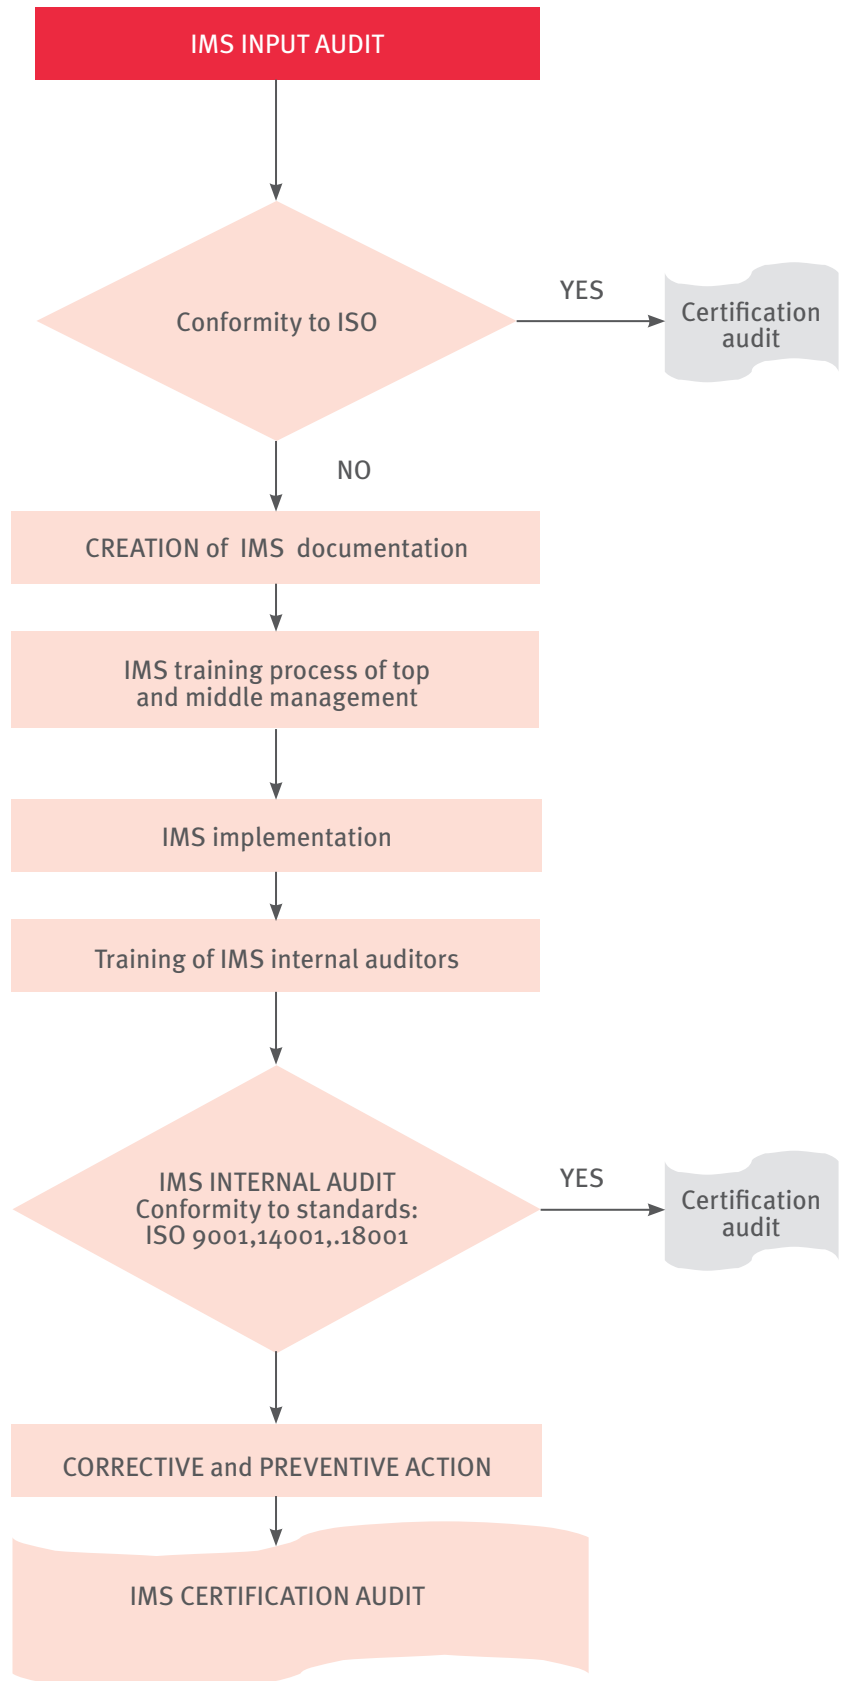 IMS INPUT AUDIT
Conformity to ISO
YES
Certification
audit
NO
CREATION of IMS documentation
IMS training process of top
and middle management
IMS implementation
Training of IMS internal auditors
IMS INTERNAL AUDIT
Conformity to standards:
ISO 9001,14001,.18001
YES
Certification
audit
CORRECTIVE and PREVENTIVE ACTION
IMS CERTIFICATION AUDIT